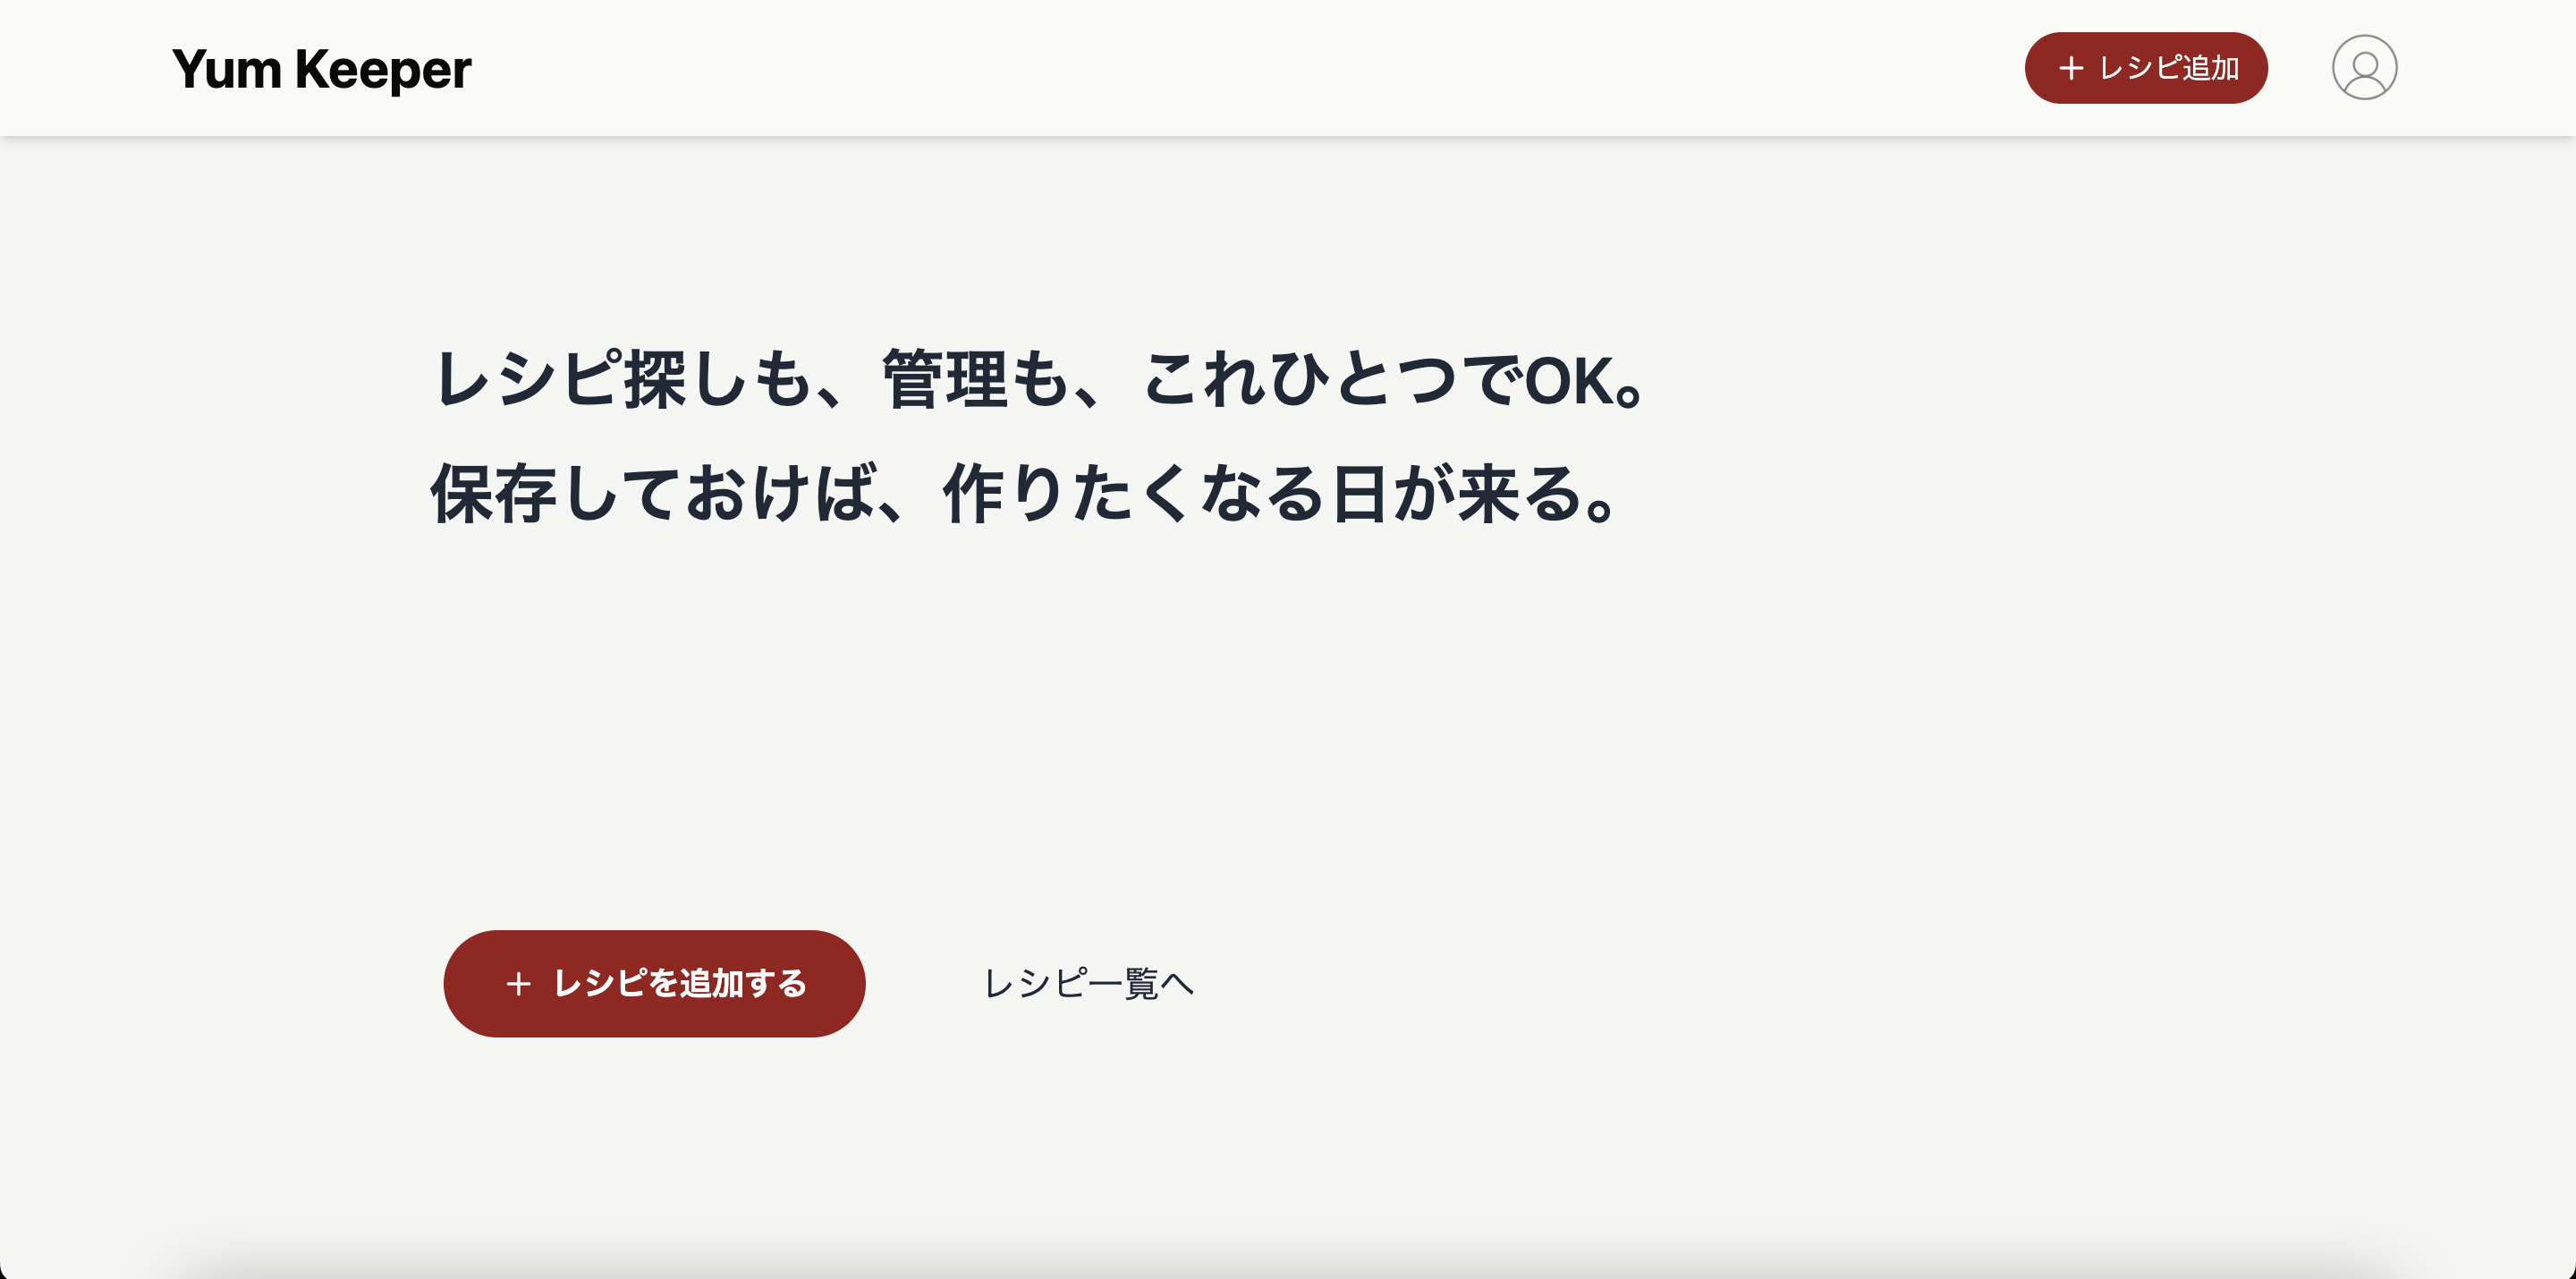 Yum Keeper
+ レシピ追加
レシピ探しも、管理も、これひとつでOK。
保存しておけば、作りたくなる日が来る。
+ レシピを追加する
レシピ一覧へ